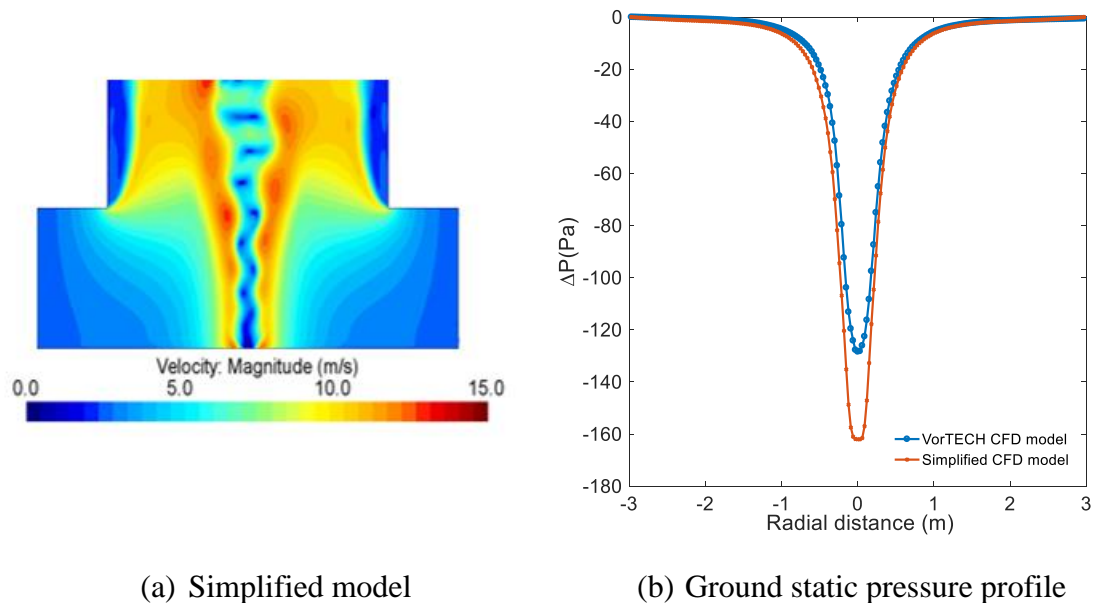 Velocity: Magnitude (m/s)
0.0 5.0 10.0 15.0
0
-20
-40
-60
-80
-100
-120
-140
-160
-180
ΔP(Pa)
VorTECH CFD model
Simplified CFD model
-3 -2 -1 0 1 2 3
Radial distance (m)
(a) Simplified model
(b) Ground static pressure profile